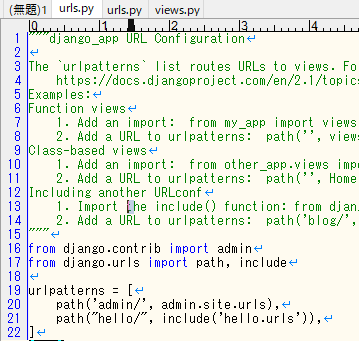 (無題)1 urls.py urls.py views.py
0 1 2 3 4
1 """django_app URL Configuration
2
3 The `urlpatterns` list routes URLs to views. Fo
4 https://docs.djangoproject.com/en/2.1/topics
5 Examples:
6 Function views
7 1. Add an import: from my_app import views
8 2. Add a URL to urlpatterns: path('', views
9 Class-based views
10 1. Add an import: from other_app.views impo
11 2. Add a URL to urlpatterns: path('', Home
12 Including another URLconf
13 1. Import the include() function: from djan
14 2. Add a URL to urlpatterns: path('blog/',
15 """
16 from django.contrib import admin
17 from django.urls import path, include
18
19 urlpatterns = [
20 path('admin/', admin.site.urls),
21 path("hello/", include('hello.urls')),
22 ]